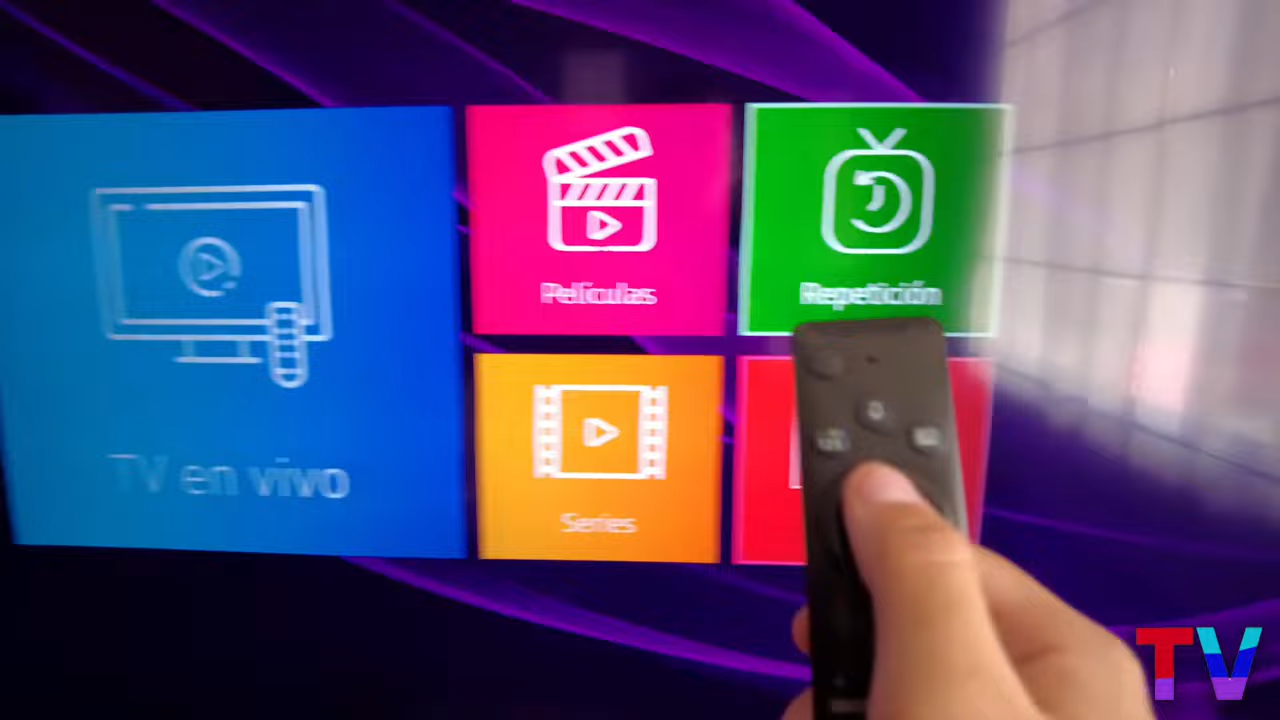 Películas
Repetición
TV en vivo
Series
TV